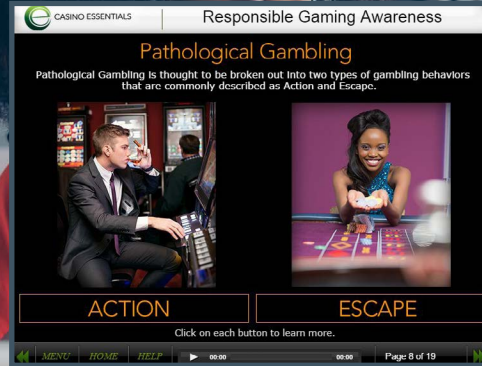 CASINO ESSENTIALS
Responsible Gaming Awareness
Pathological Gambling
Pathological Gambling is thought to be broken out into two types of gambling behaviors
that are commonly described as Action and Escape.
ACTION
ESCAPE
Click on each button to learn more.
MENU HOME HELP 00:00 00:00 Page 8 of 19